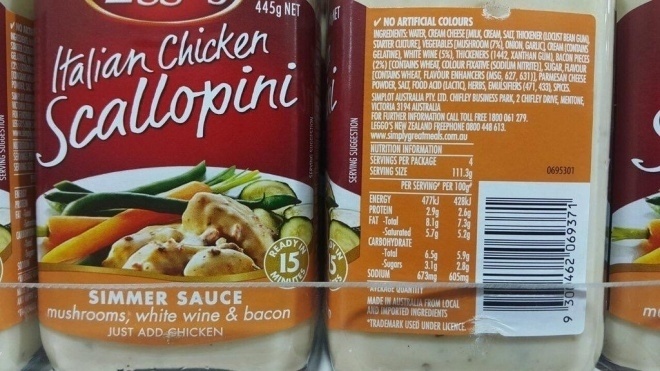 445g NET
Italian Chicken
Scallopini
SERVING SUGGESTION
READY IN
15
MINUTES
SIMMER SAUCE
mushrooms, white wine & bacon
JUST ADD CHICKEN
SERVING SUGGESTION
✓ NO ARTIFICIAL COLOURS
INGREDIENTS: WATER, CREAM CHEESE [MILK, CREAM, SALT, THICKENER (LOCUST BEAN GUM),
STARTER CULTURE], VEGETABLES [MUSHROOM (7%), ONION, GARLIC], CREAM (CONTAINS
GELATINE), WHITE WINE (5%), THICKENERS (1442, XANTHAN GUM), BACON PIECES
(2%) [CONTAINS WHEAT, COLOUR FIXATIVE (SODIUM NITRITE)], SUGAR, FLAVOUR
[CONTAINS WHEAT, FLAVOUR ENHANCERS (MSG, 627, 631)], PARMESAN CHEESE
POWDER, SALT, FOOD ACID (LACTIC), HERBS, EMULSIFIERS (471, 433), SPICES.
SIMPLOT AUSTRALIA PTY. LTD. CHIFLEY BUSINESS PARK, 2 CHIFLEY DRIVE, MENTONE,
VICTORIA 3194 AUSTRALIA
FOR FURTHER INFORMATION CALL TOLL FREE 1800 061 279.
LEGGO'S NEW ZEALAND FREEPHONE 0800 448 613.
www.simplygreatmeals.com.au
NUTRITION INFORMATION
SERVINGS PER PACKAGE 4
SERVING SIZE 111.3g
PER SERVING* PER 100g*
ENERGY 477kJ 428kJ
PROTEIN 2.9g 2.6g
FAT -Total 8.1g 7.3g
-Saturated 5.7g 5.2g
CARBOHYDRATE
-Total 6.5g 5.9g
-Sugars 3.1g 2.8g
SODIUM 673mg 605mg
*AVERAGE QUANTITY
MADE IN AUSTRALIA FROM LOCAL
AND IMPORTED INGREDIENTS
*TRADEMARK USED UNDER LICENCE.
0695301
9 301462 069371